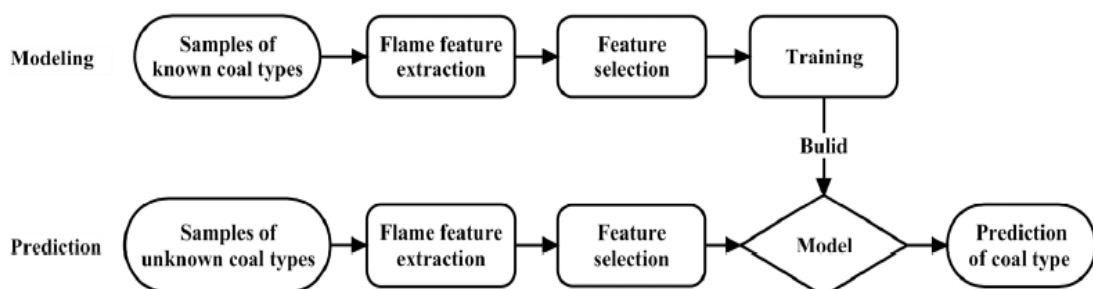 Modeling
Samples of
known coal types
Flame feature
extraction
Feature
selection
Training
Bulid
Prediction
Samples of
unknown coal types
Flame feature
extraction
Feature
selection
Model
Prediction
of coal type